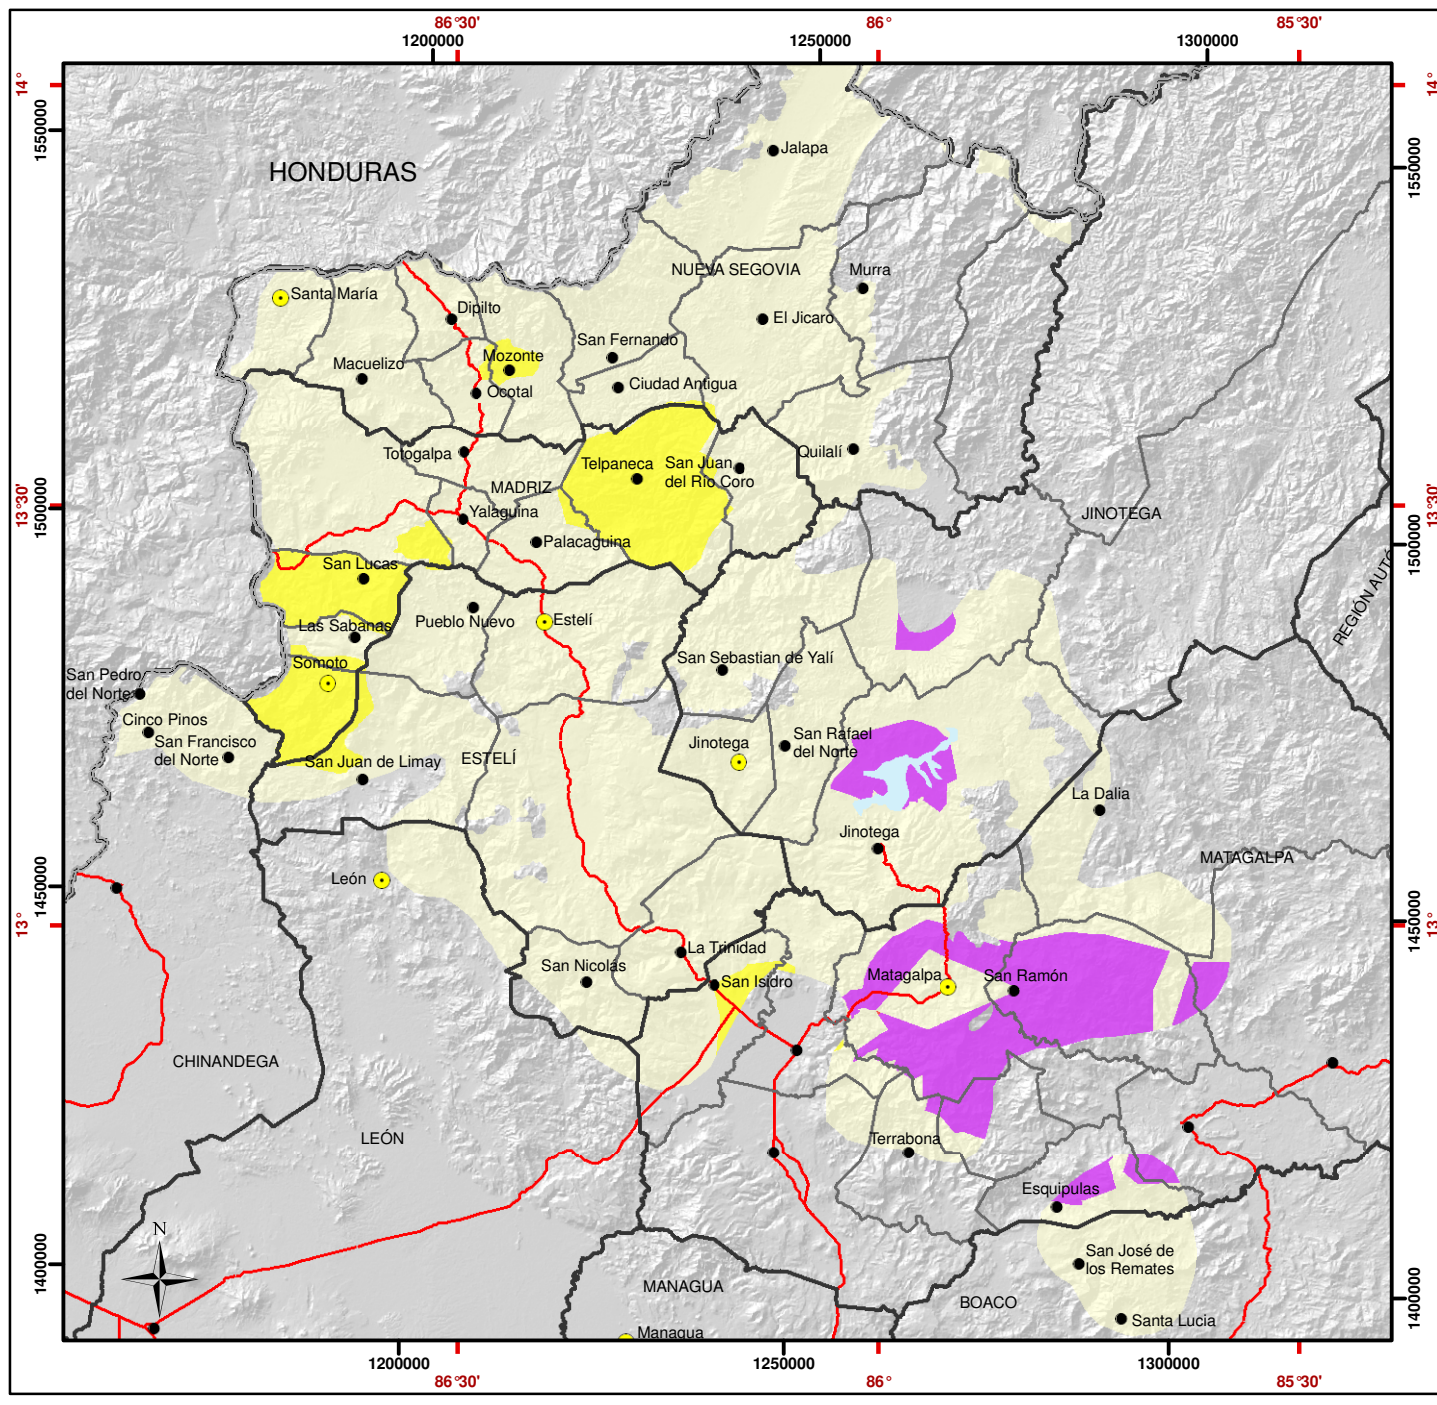 86°30'
86°
85°30'
1200000
1250000
1300000
14°
14°
1550000
1550000
HONDURAS
Jalapa
NUEVA SEGOVIA
Murra
Santa María
Dipilto
El Jicaro
San Fernando
Mozonte
Macuelizo
Ciudad Antigua
Ocotal
Totogalpa
Telpaneca
San Juan
del Río Coro
Quilalí
MADRIZ
13°30'
13°30'
1500000
1500000
Yalaguina
JINOTEGA
Palacaguina
San Lucas
REGIÓN AUTÓ
Las Sabanas
Pueblo Nuevo
Estelí
Somoto
San Sebastian de Yalí
San Pedro
del Norte
Cinco Pinos
San Francisco
del Norte
Jinotega
San Rafael
del Norte
San Juan de Limay
ESTELÍ
La Dalia
Jinotega
MATAGALPA
León
1450000
1450000
13°
13°
La Trinidad
San Nicolás
San Isidro
Matagalpa
San Ramón
CHINANDEGA
LEÓN
Terrabona
Esquipulas
N
San José de
los Remates
1400000
1400000
MANAGUA
BOACO
Santa Lucia
Managua
1200000
1250000
1300000
86°30'
86°
85°30'